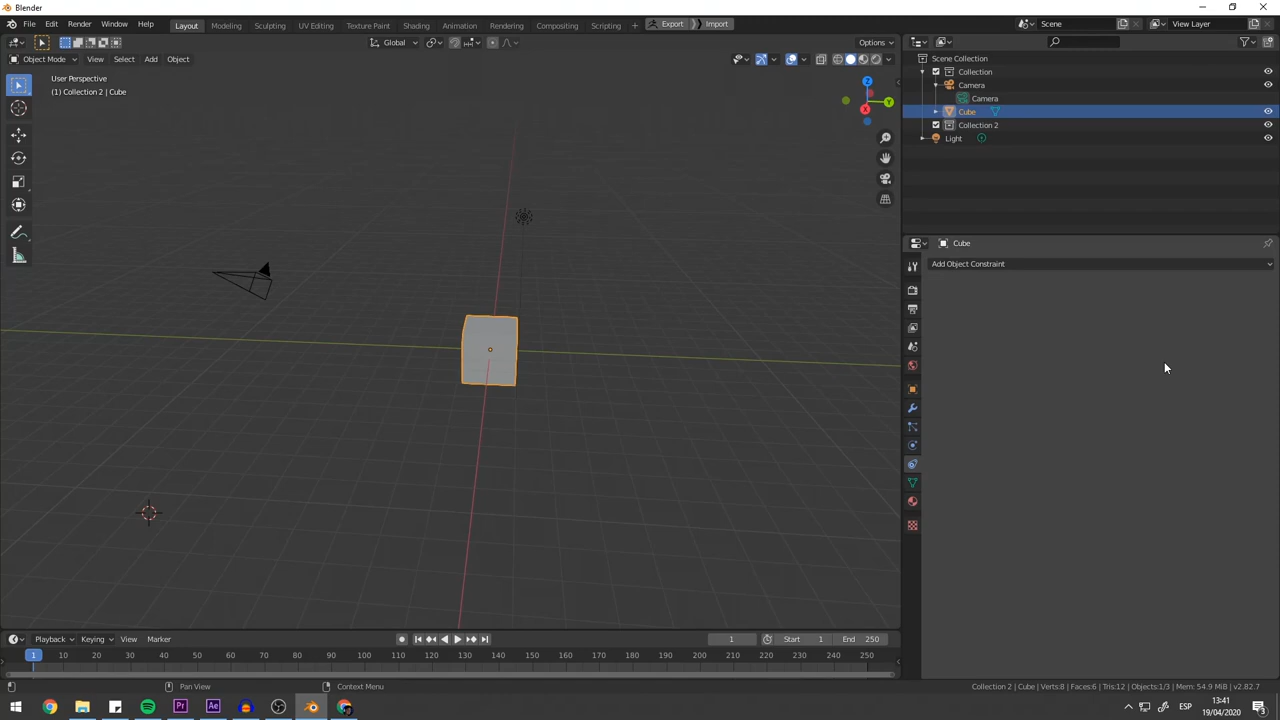 Blender
File Edit Render Window Help Layout Modeling Sculpting UV Editing Texture Paint Shading Animation Rendering Compositing Scripting + Export Import Scene View Layer
Global Options
Object Mode View Select Add Object
User Perspective
(1) Collection 2 | Cube
Z
Y
X
Scene Collection
Collection
Camera
Camera
Cube
Collection 2
Light
Cube
Add Object Constraint
Playback Keying View Marker 1 Start 1 End 250
1 10 20 30 40 50 60 70 80 90 100 110 120 130 140 150 160 170 180 190 200 210 220 230 240 250
Pan View Context Menu Collection 2 | Cube | Verts:8 | Faces:6 | Tris:12 | Objects:1/3 | Mem: 54.9 MiB | v2.82.7
Pr Ae ESP 13:41
19/04/2020
3